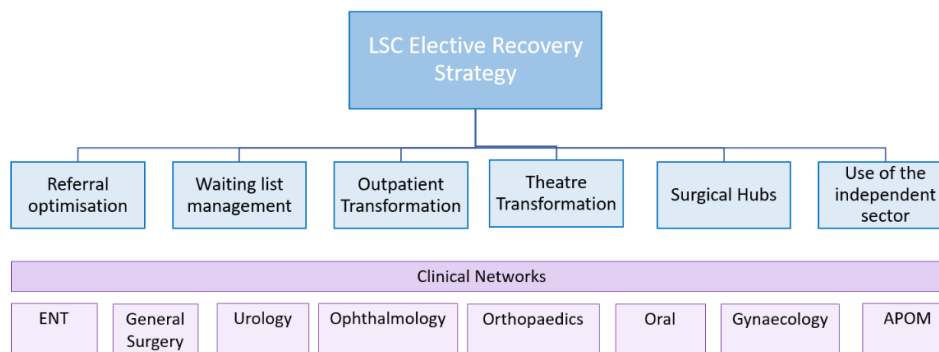 LSC Elective Recovery
Strategy
Referral
optimisation
Waiting list
management
Outpatient
Transformation
Theatre
Transformation
Surgical Hubs
Use of the
independent
sector
Clinical Networks
ENT
General
Surgery
Urology
Ophthalmology
Orthopaedics
Oral
Gynaecology
APOM